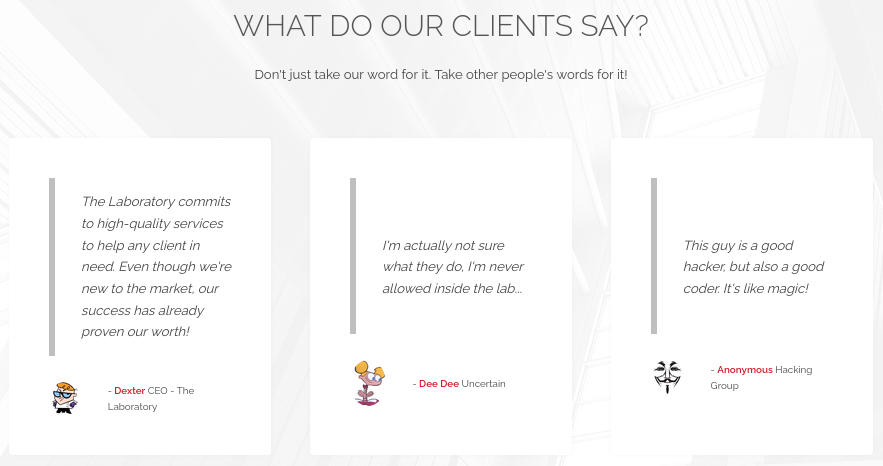 WHAT DO OUR CLIENTS SAY?
Don't just take our word for it. Take other people's words for it!
The Laboratory commits
to high-quality services
to help any client in
need. Even though we're
new to the market, our
success has already
proven our worth!
- Dexter CEO - The
Laboratory
I'm actually not sure
what they do, I'm never
allowed inside the lab...
- Dee Dee Uncertain
This guy is a good
hacker, but also a good
coder. It's like magic!
- Anonymous Hacking
Group